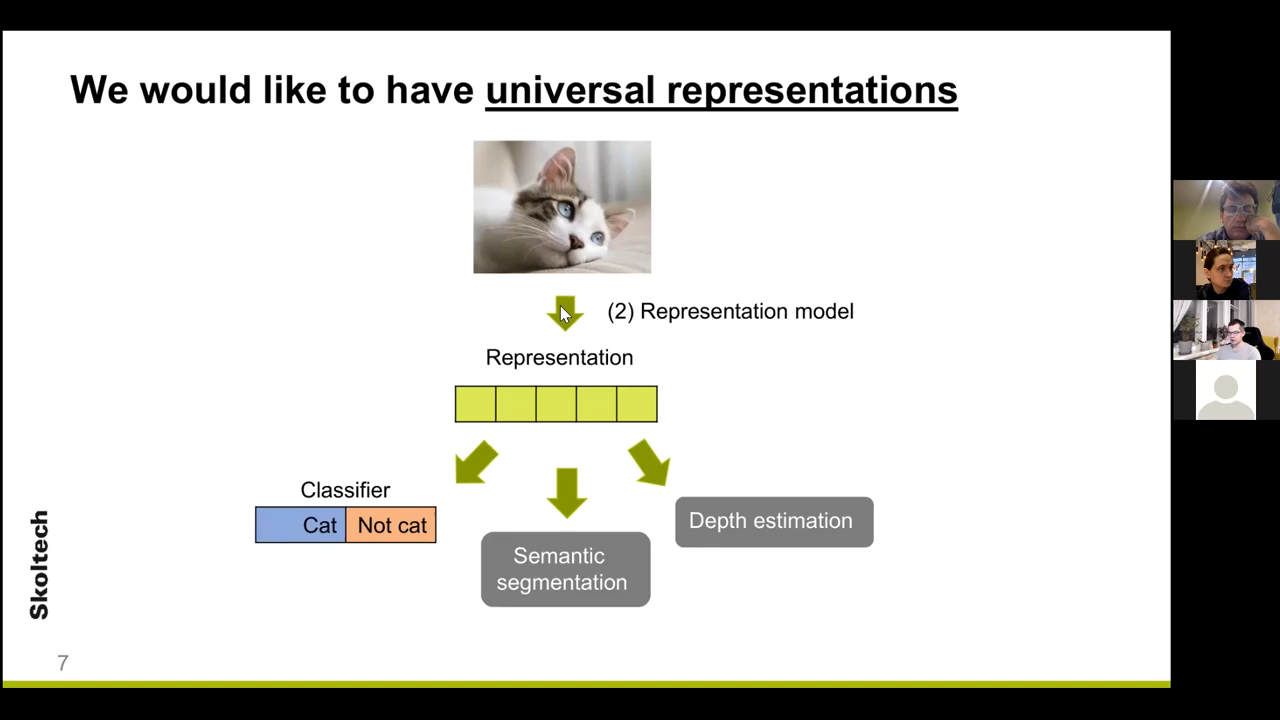 We would like to have universal representations
(2) Representation model
Representation
Classifier
Cat
Not cat
Semantic
segmentation
Depth estimation
Skoltech
7